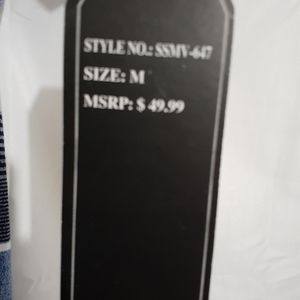 STYLE NO.: SSMV-647
SIZE: M
MSRP: $ 49.99